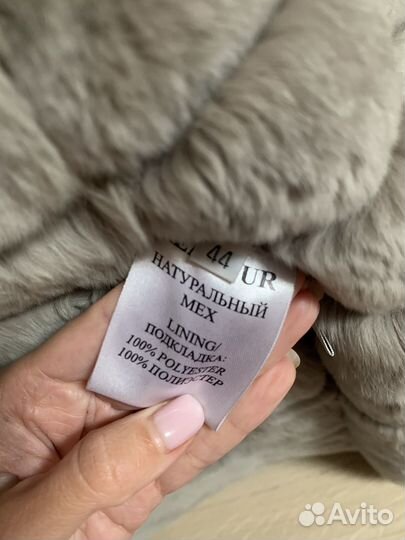 44
UR
НАТУРАЛЬНЫЙ
МЕХ
LINING/
ПОДКЛАДКА:
100% POLYESTER
100% ПОЛИЭСТЕР
Avito